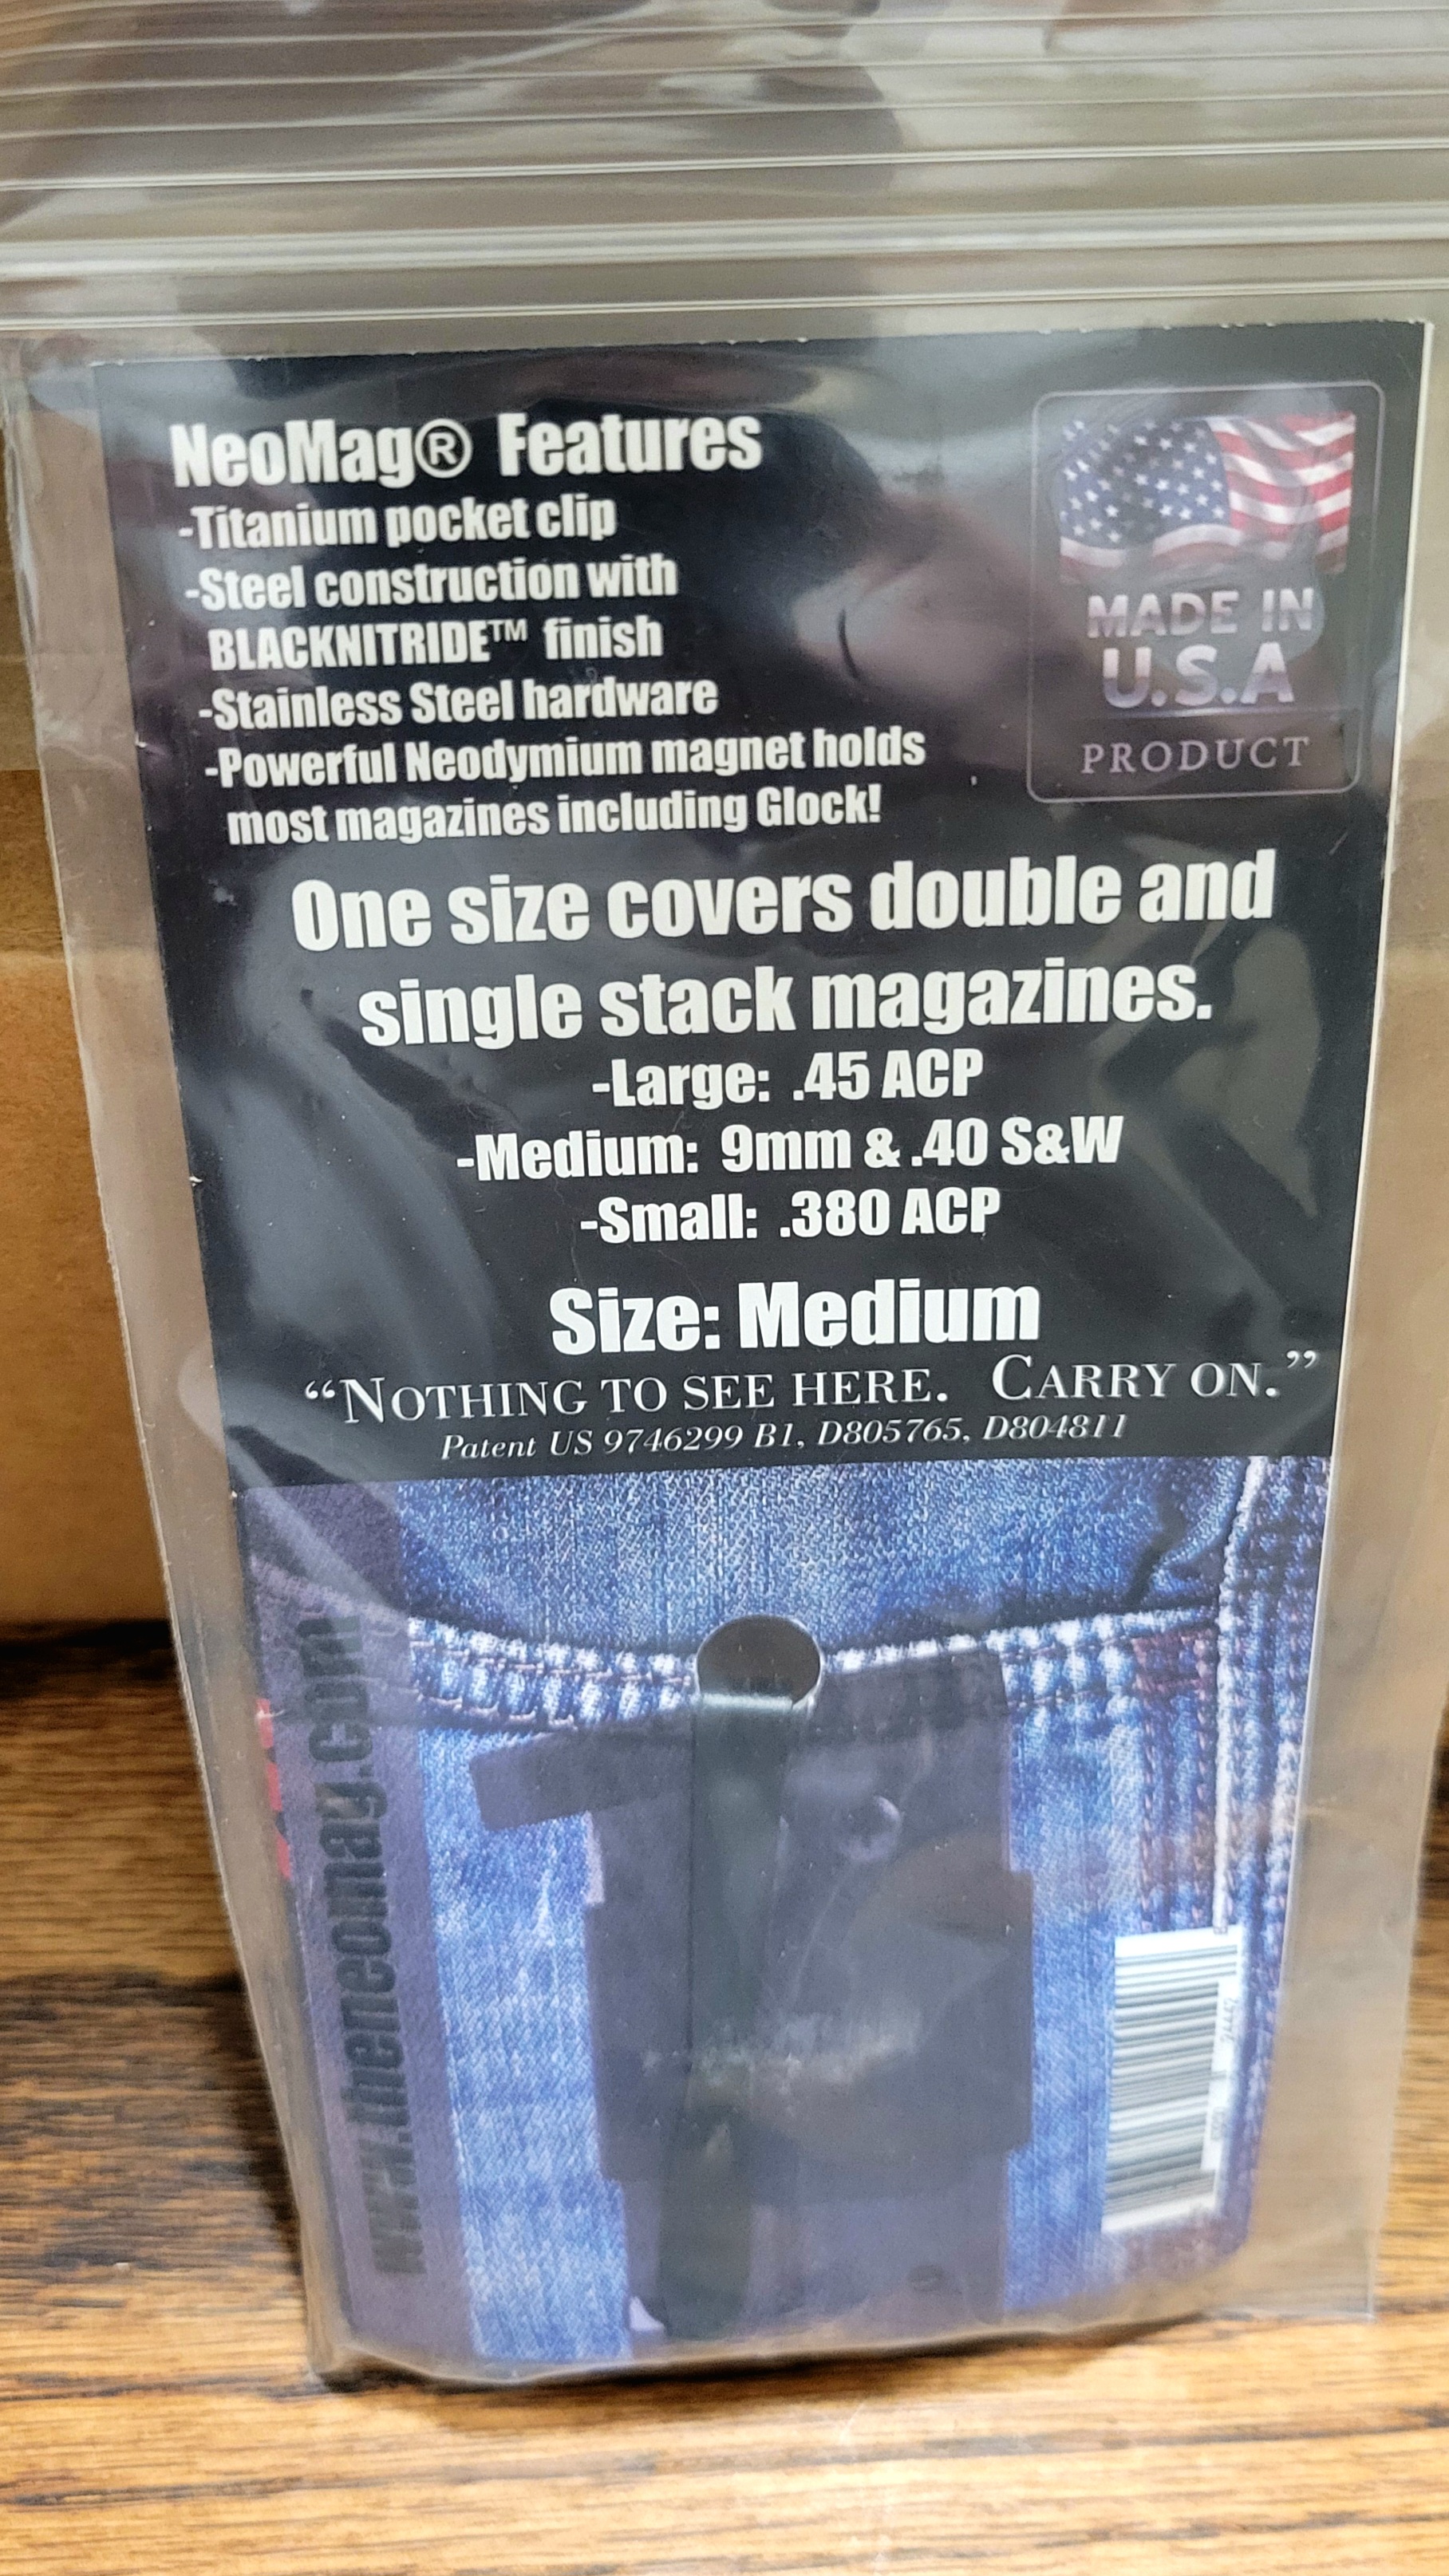 NeoMag® Features
-Titanium pocket clip
-Steel construction with
BLACKNITRIDE™ finish
-Stainless Steel hardware
-Powerful Neodymium magnet holds
most magazines including Glock!
MADE IN
U.S.A
PRODUCT
One size covers double and
single stack magazines.
-Large: .45 ACP
-Medium: 9mm & .40 S&W
-Small: .380 ACP
Size: Medium
“NOTHING TO SEE HERE. CARRY ON.”
Patent US 9746299 B1, D805765, D804811
www.theneomag.com